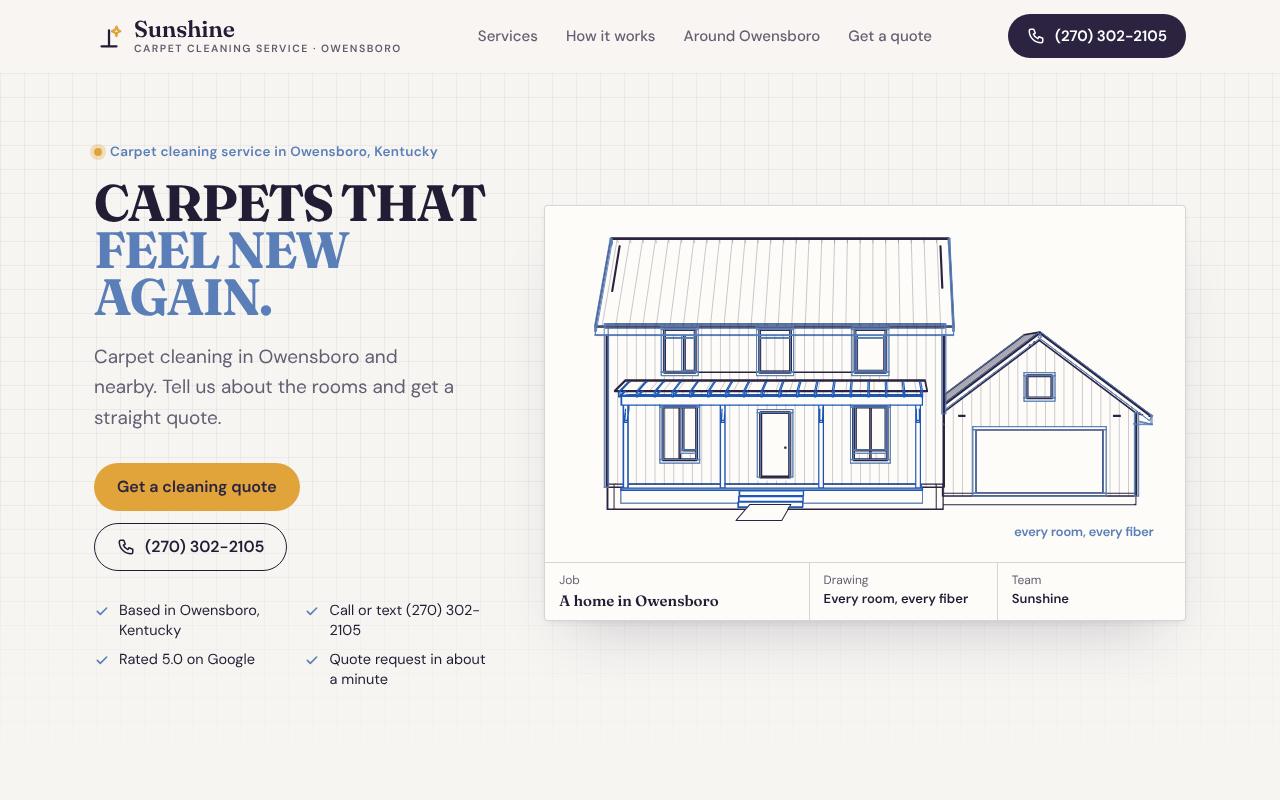 Sunshine
CARPET CLEANING SERVICE · OWENSBORO
Services
How it works
Around Owensboro
Get a quote
(270) 302-2105
Carpet cleaning service in Owensboro, Kentucky
CARPETS THAT
FEEL NEW
AGAIN.
Carpet cleaning in Owensboro and
nearby. Tell us about the rooms and get a
straight quote.
Get a cleaning quote
(270) 302-2105
Based in Owensboro,
Kentucky
Call or text (270) 302-
2105
Rated 5.0 on Google
Quote request in about
a minute
every room, every fiber
Job
A home in Owensboro
Drawing
Every room, every fiber
Team
Sunshine